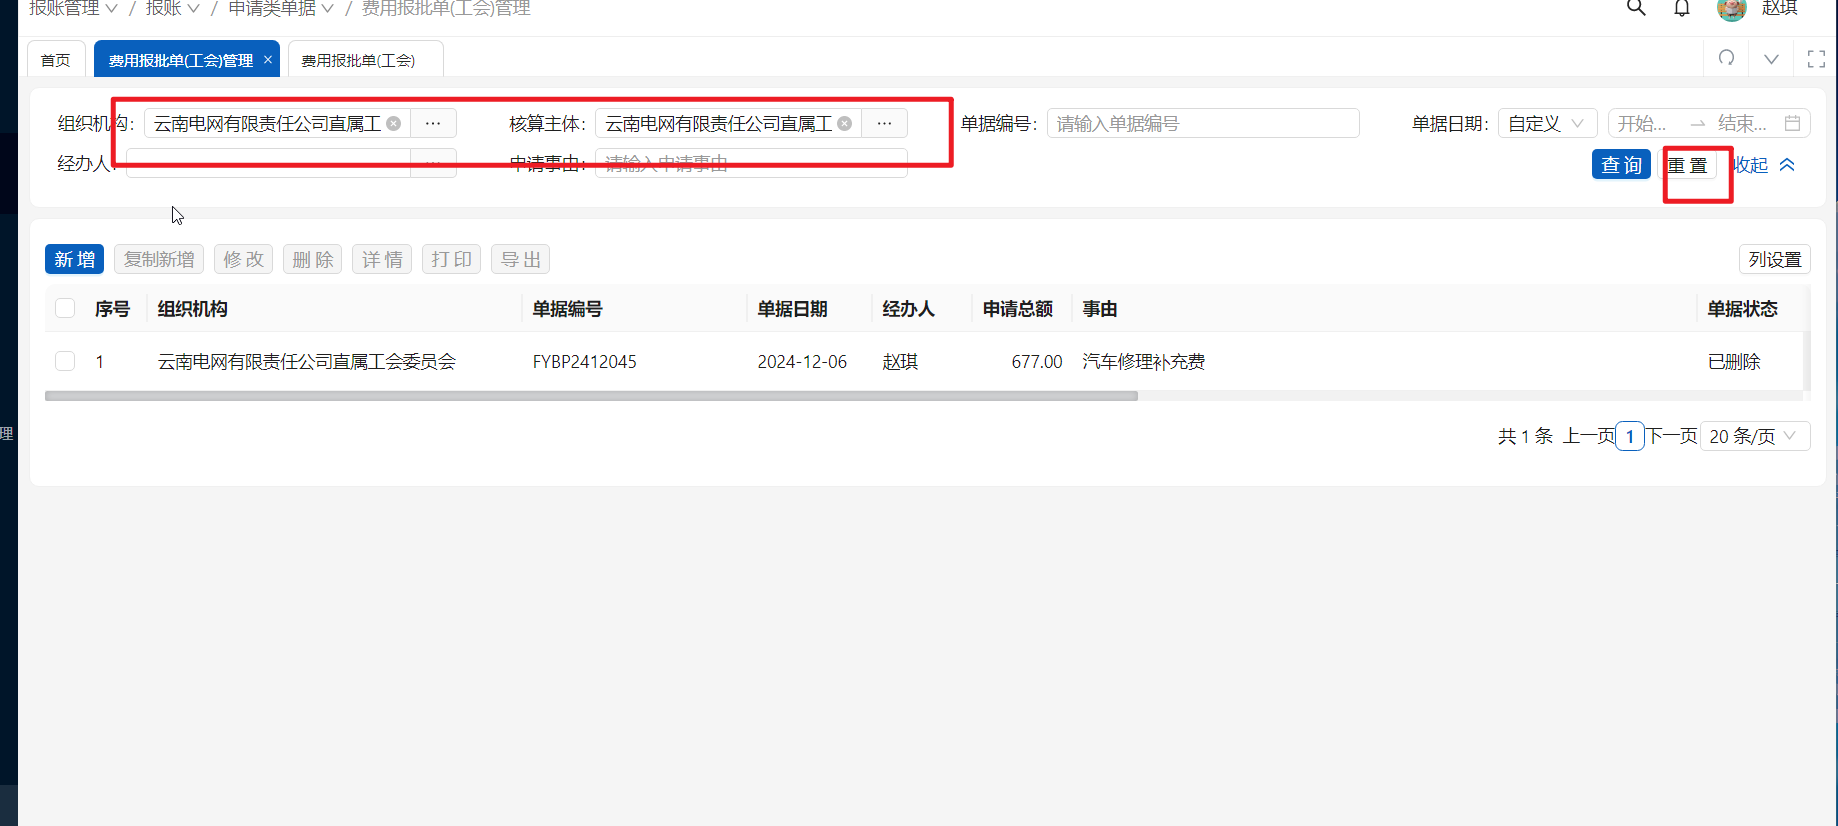 报账管理 / 报账 / 申请类单据 / 费用报批单(工会)管理 赵琪
首页 费用报批单(工会)管理 × 费用报批单(工会)
组织机构： 云南电网有限责任公司直属工 ··· 核算主体： 云南电网有限责任公司直属工 ··· 单据编号： 请输入单据编号 单据日期： 自定义 开始... → 结束...
经办人： ··· 申请事由： 请输入申请事由 查询 重置 收起
新增 复制新增 修改 删除 详情 打印 导出 列设置
序号 组织机构 单据编号 单据日期 经办人 申请总额 事由 单据状态
1 云南电网有限责任公司直属工会委员会 FYBP2412045 2024-12-06 赵琪 677.00 汽车修理补充费 已删除
理
共 1 条 上一页 1 下一页 20 条/页